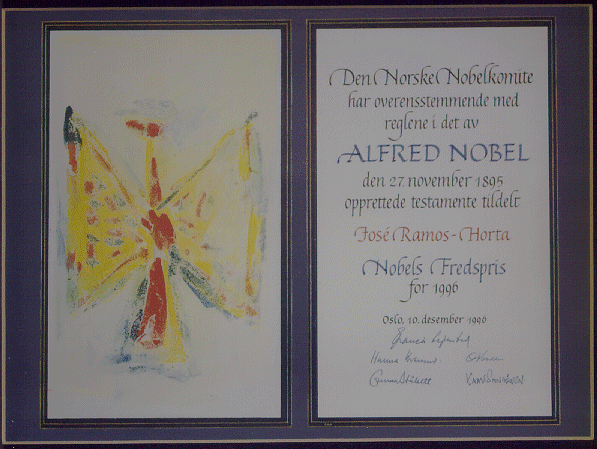 Den Norske Nobelkomite
har overensstemmende med
reglene i det av
ALFRED NOBEL
den 27. november 1895
opprettede testamente tildelt
José Ramos-Horta
Nobels Fredspris
for 1996
Oslo, 10. desember 1996